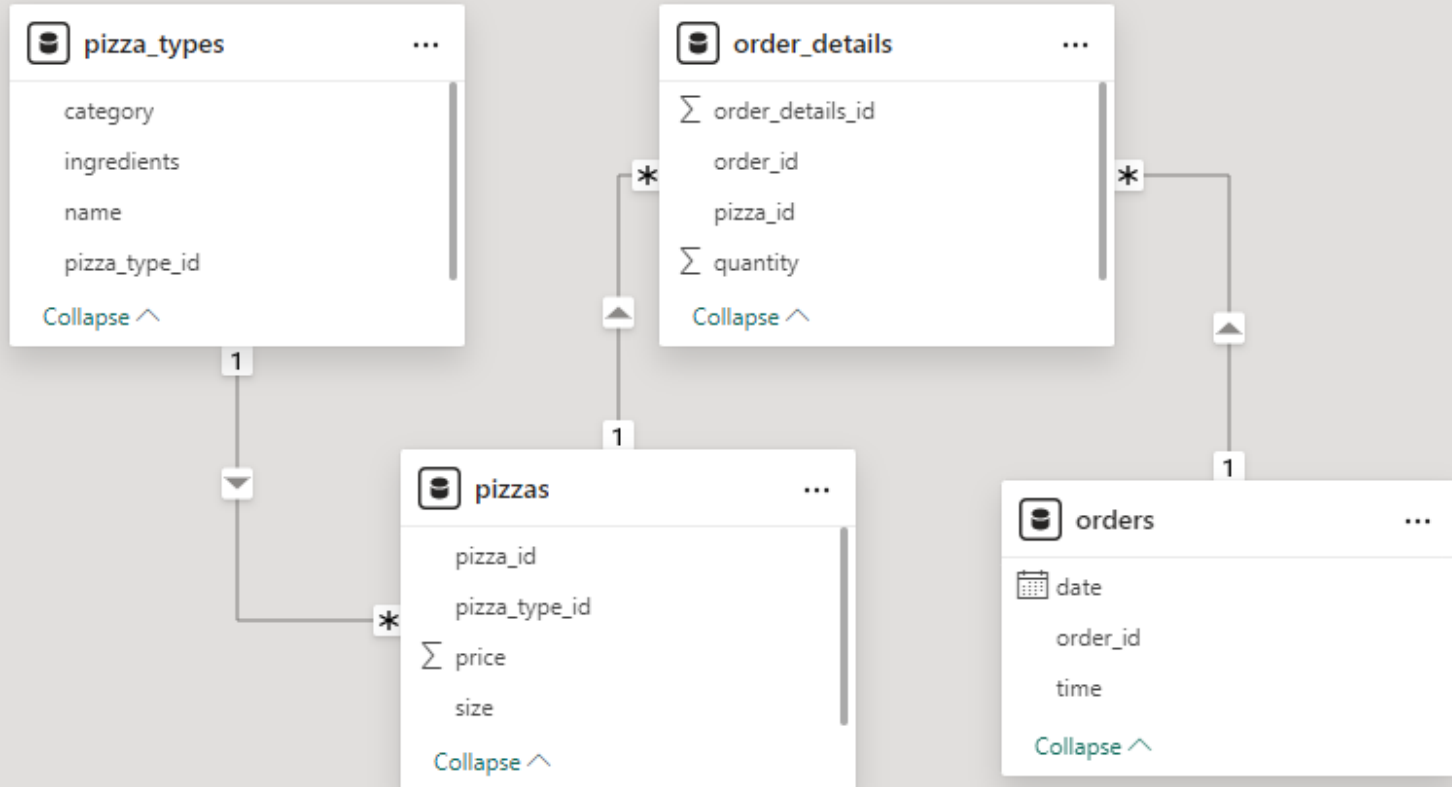 pizza_types ...
category
ingredients
name
pizza_type_id
Collapse
1
order_details ...
Σ order_details_id
order_id
pizza_id
Σ quantity
Collapse
*
*
1
1
*
pizzas ...
pizza_id
pizza_type_id
Σ price
size
Collapse
orders ...
date
order_id
time
Collapse